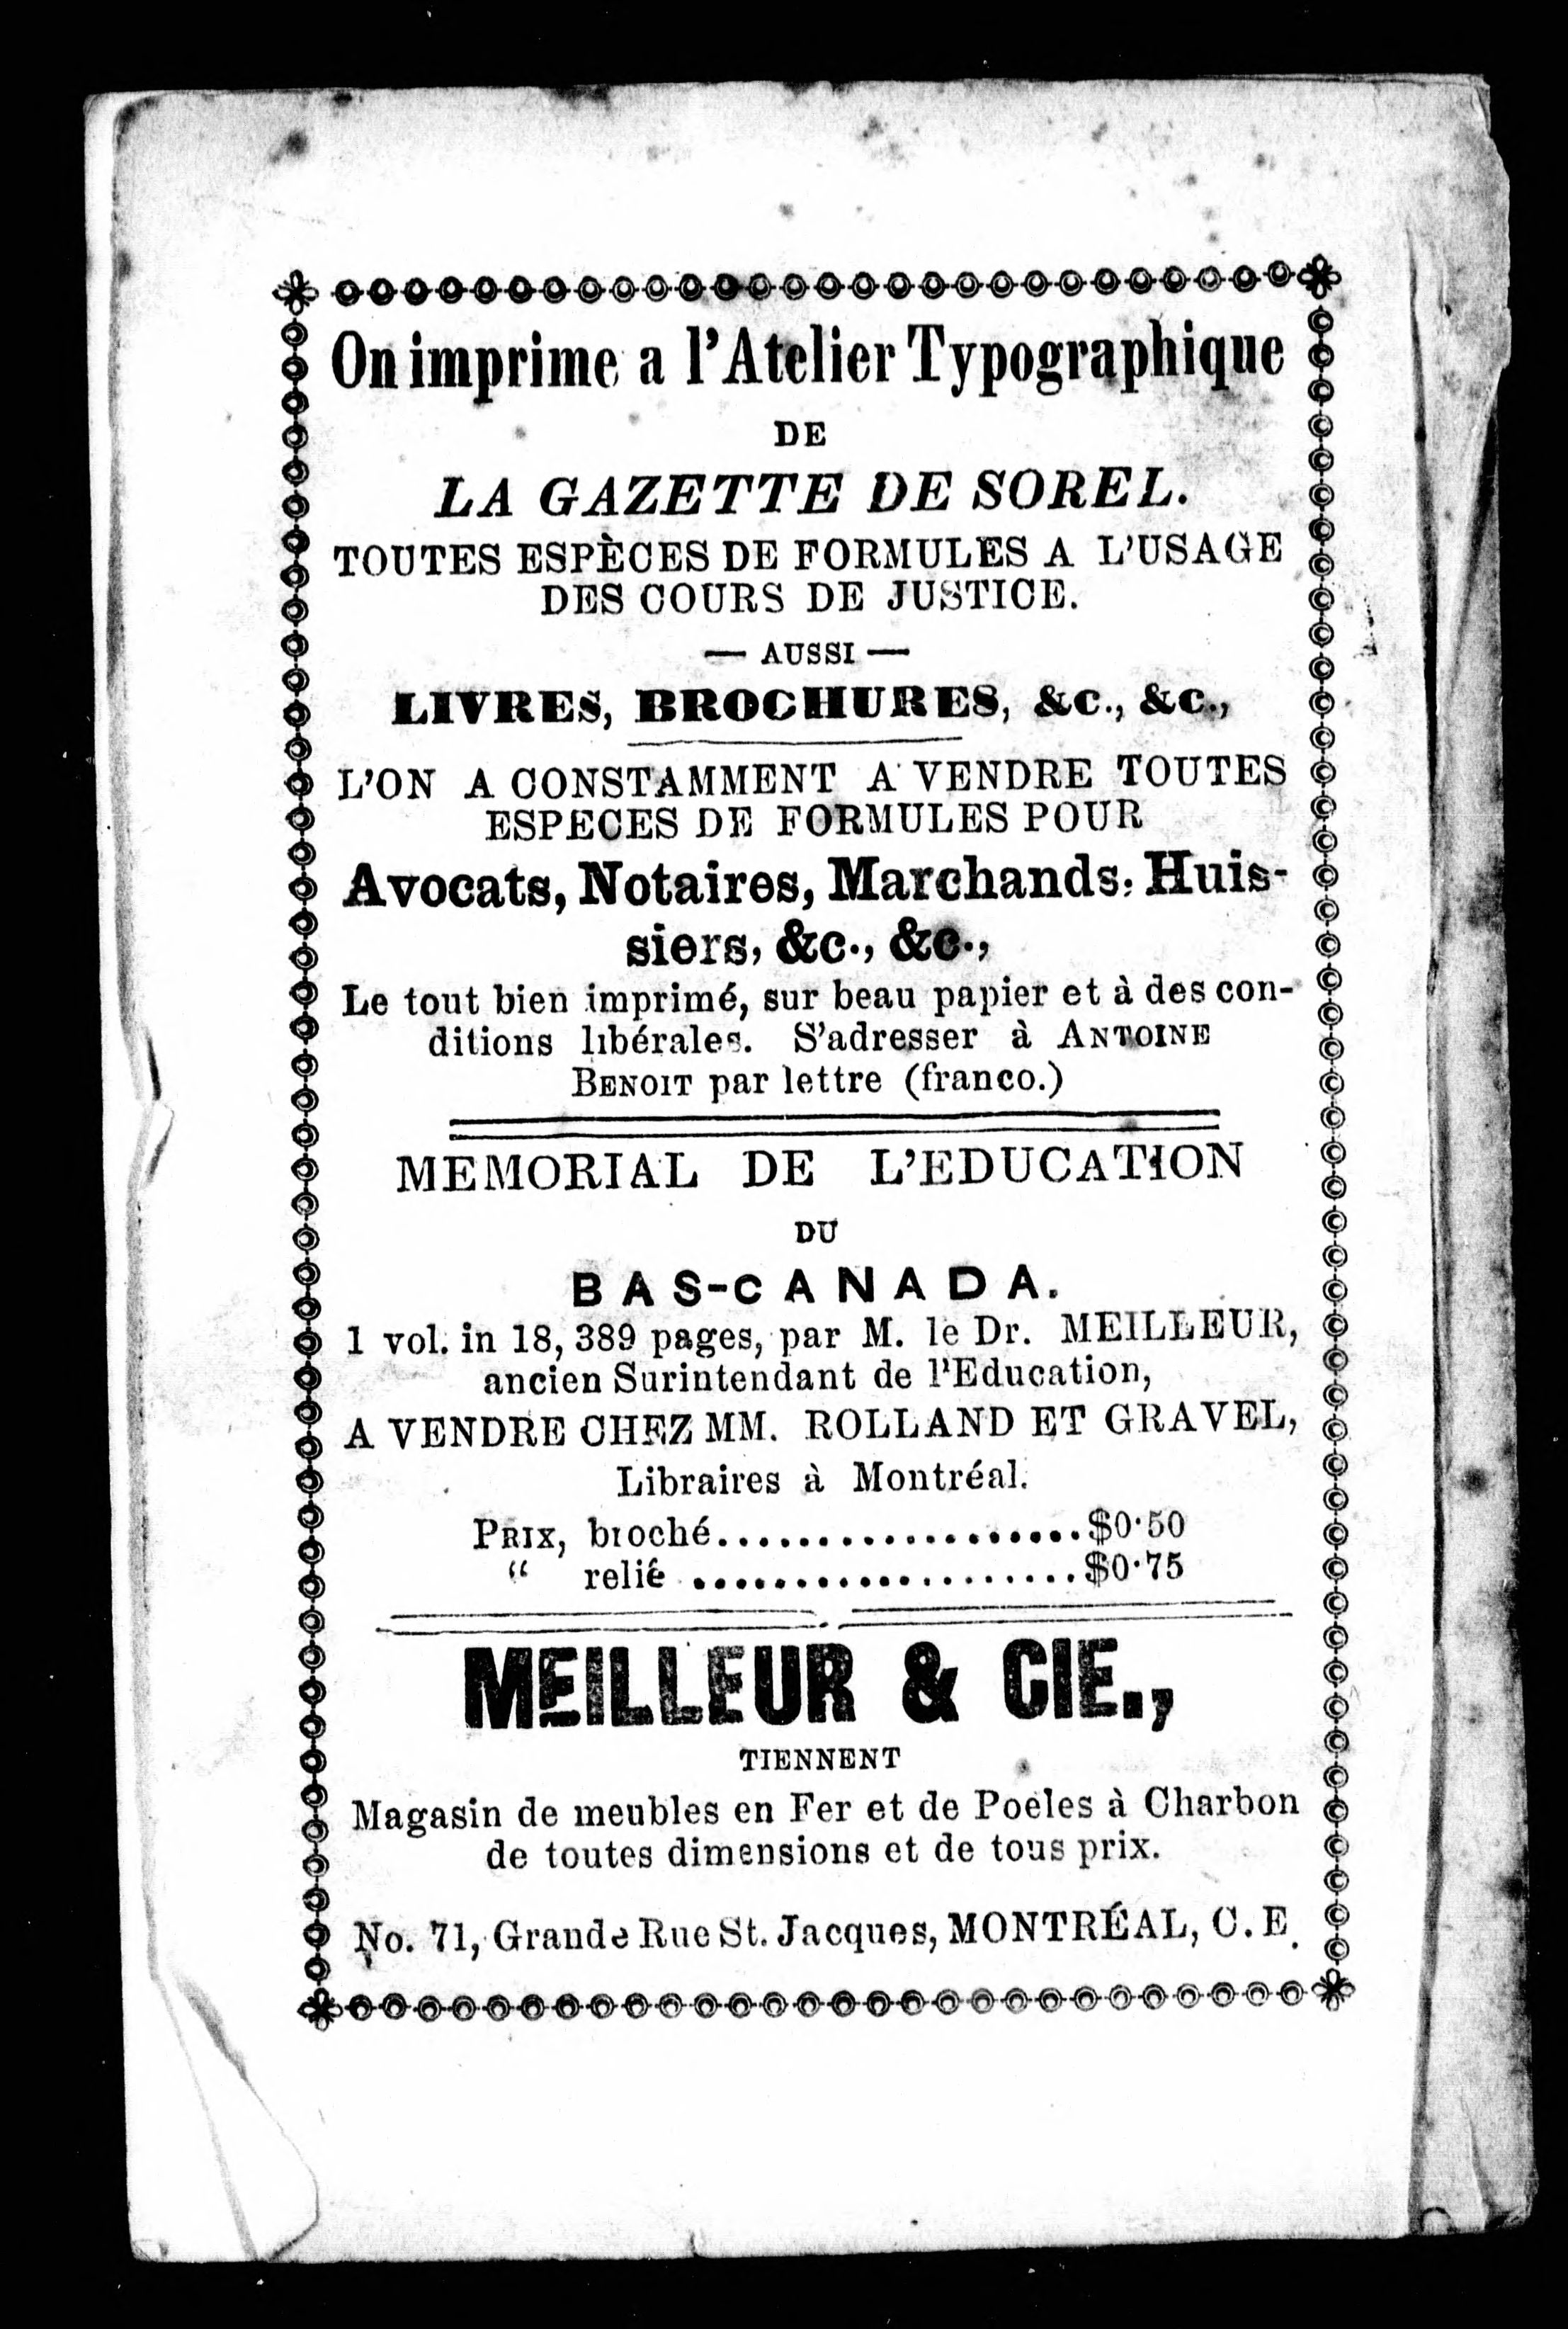 On imprime a l'Atelier Typographique
DE
LA GAZETTE DE SOREL.
TOUTES ESPÈCES DE FORMULES A L'USAGE
DES COURS DE JUSTICE.
— AUSSI —
LIVRES, BROCHURES, &c., &c.,
L'ON A CONSTAMMENT A VENDRE TOUTES
ESPECES DE FORMULES POUR
Avocats, Notaires, Marchands, Huis-
siers, &c., &c.,
Le tout bien imprimé, sur beau papier et à des con-
ditions libérales. S'adresser à ANTOINE
BENOIT par lettre (franco.)
MEMORIAL DE L'EDUCATION
DU
BAS-CANADA.
1 vol. in 18, 389 pages, par M. le Dr. MEILLEUR,
ancien Surintendant de l'Education,
A VENDRE CHEZ MM. ROLLAND ET GRAVEL,
Libraires à Montréal.
PRIX, broché...................$0·50
“ relié ...................$0·75
MEILLEUR & CIE.,
TIENNENT
Magasin de meubles en Fer et de Poeles à Charbon
de toutes dimensions et de tous prix.
No. 71, Grande Rue St. Jacques, MONTRÉAL, C. E.